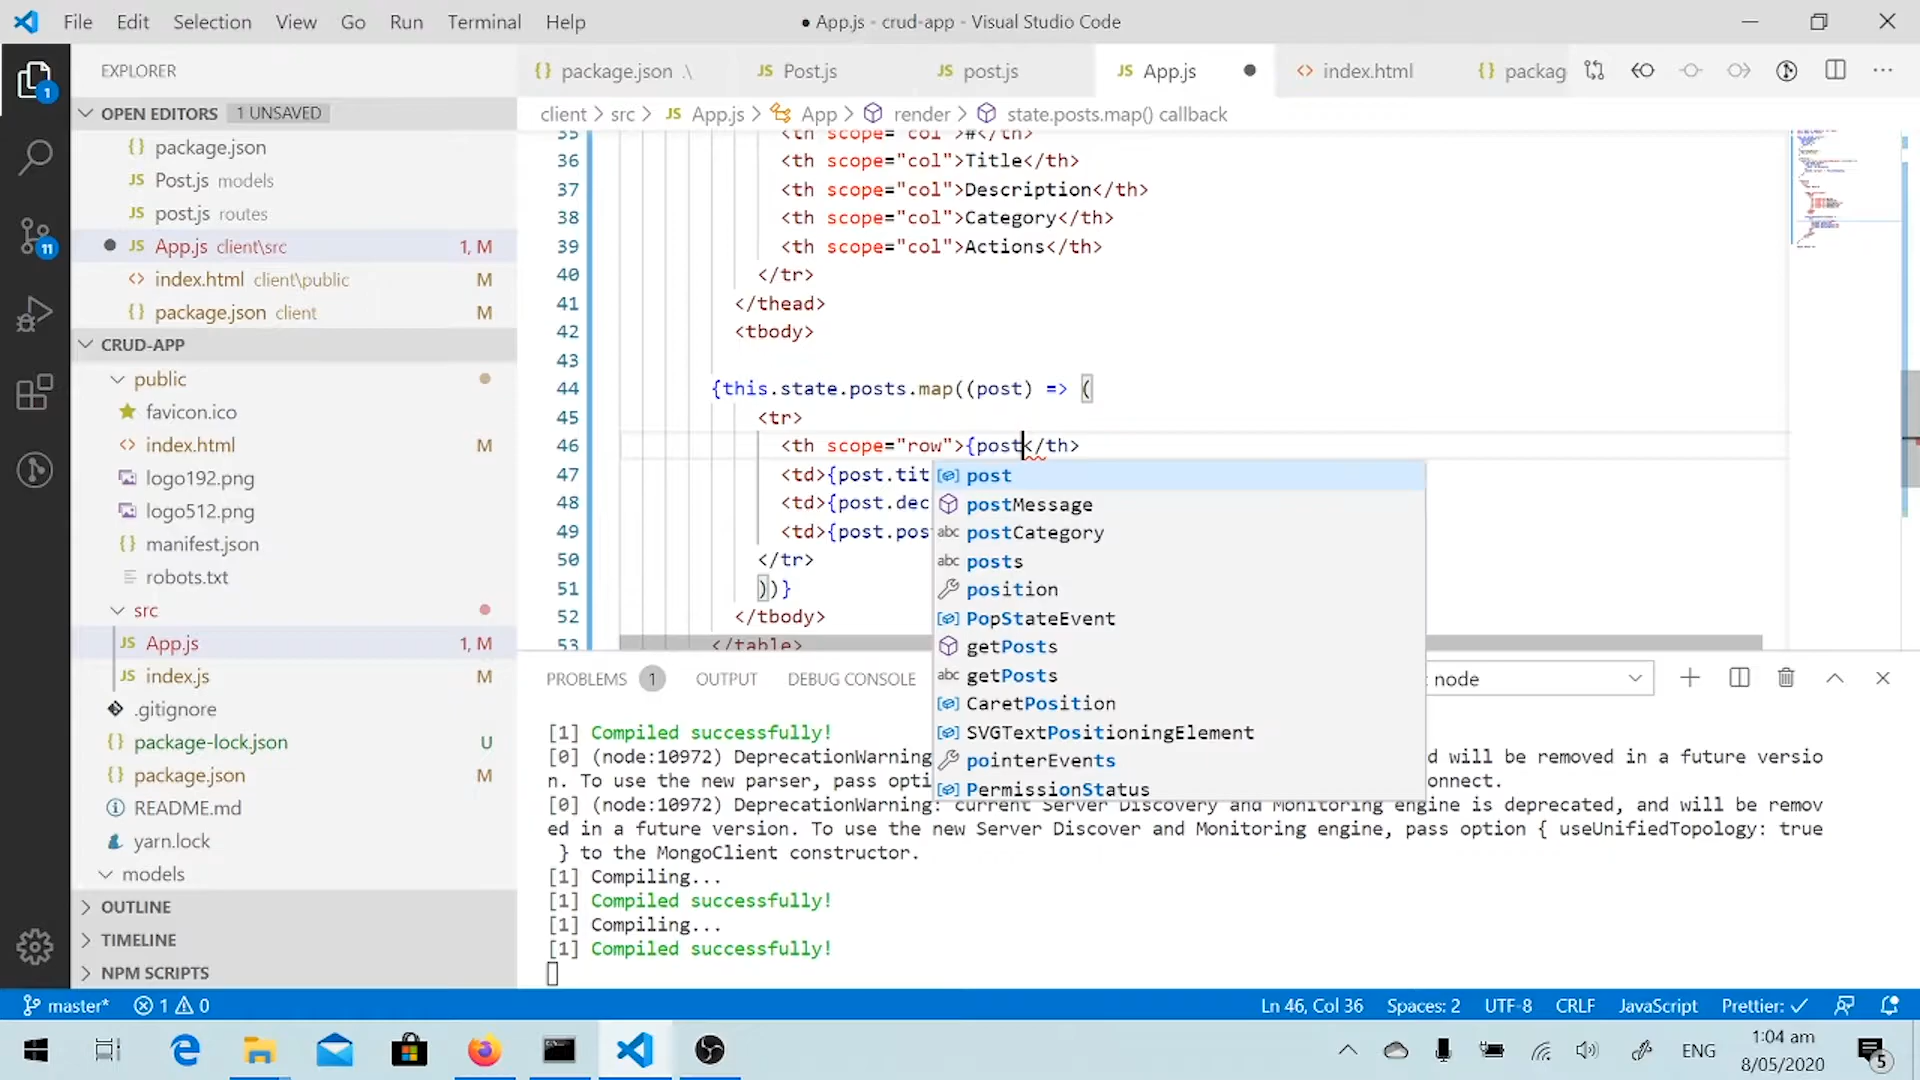 File Edit Selection View Go Run Terminal Help
● App.js - crud-app - Visual Studio Code
EXPLORER
OPEN EDITORS 1 UNSAVED
{} package.json
JS Post.js models
JS post.js routes
● JS App.js client\src 1, M
<> index.html client\public M
{} package.json client M
CRUD-APP
public
favicon.ico
<> index.html M
logo192.png
logo512.png
{} manifest.json
robots.txt
src
JS App.js 1, M
JS index.js M
.gitignore
{} package-lock.json U
{} package.json M
README.md
yarn.lock
models
OUTLINE
TIMELINE
NPM SCRIPTS
1
11
{} package.json .\ JS Post.js JS post.js JS App.js ● <> index.html {} packag
client > src > JS App.js > App > render > state.posts.map() callback
35 <th scope="col">#</th>
36 <th scope="col">Title</th>
37 <th scope="col">Description</th>
38 <th scope="col">Category</th>
39 <th scope="col">Actions</th>
40 </tr>
41 </thead>
42 <tbody>
43
44 {this.state.posts.map((post) => (
45 <tr>
46 <th scope="row">{post</th>
47 <td>{post.tit
48 <td>{post.dec
49 <td>{post.pos
50 </tr>
51 ))}
52 </tbody>
53 </table>
post
postMessage
abc postCategory
abc posts
position
PopStateEvent
getPosts
abc getPosts
CaretPosition
SVGTextPositioningElement
pointerEvents
PermissionStatus
PROBLEMS 1 OUTPUT DEBUG CONSOLE : node
[1] Compiled successfully!
[0] (node:10972) DeprecationWarning d will be removed in a future versio
n. To use the new parser, pass opti onnect.
[0] (node:10972) DeprecationWarning: current Server Discovery and Monitoring engine is deprecated, and will be remov
ed in a future version. To use the new Server Discover and Monitoring engine, pass option { useUnifiedTopology: true
} to the MongoClient constructor.
[1] Compiling...
[1] Compiled successfully!
[1] Compiling...
[1] Compiled successfully!
master* 1 0 Ln 46, Col 36 Spaces: 2 UTF-8 CRLF JavaScript Prettier: ✓
ENG
1:04 am
8/05/2020
5